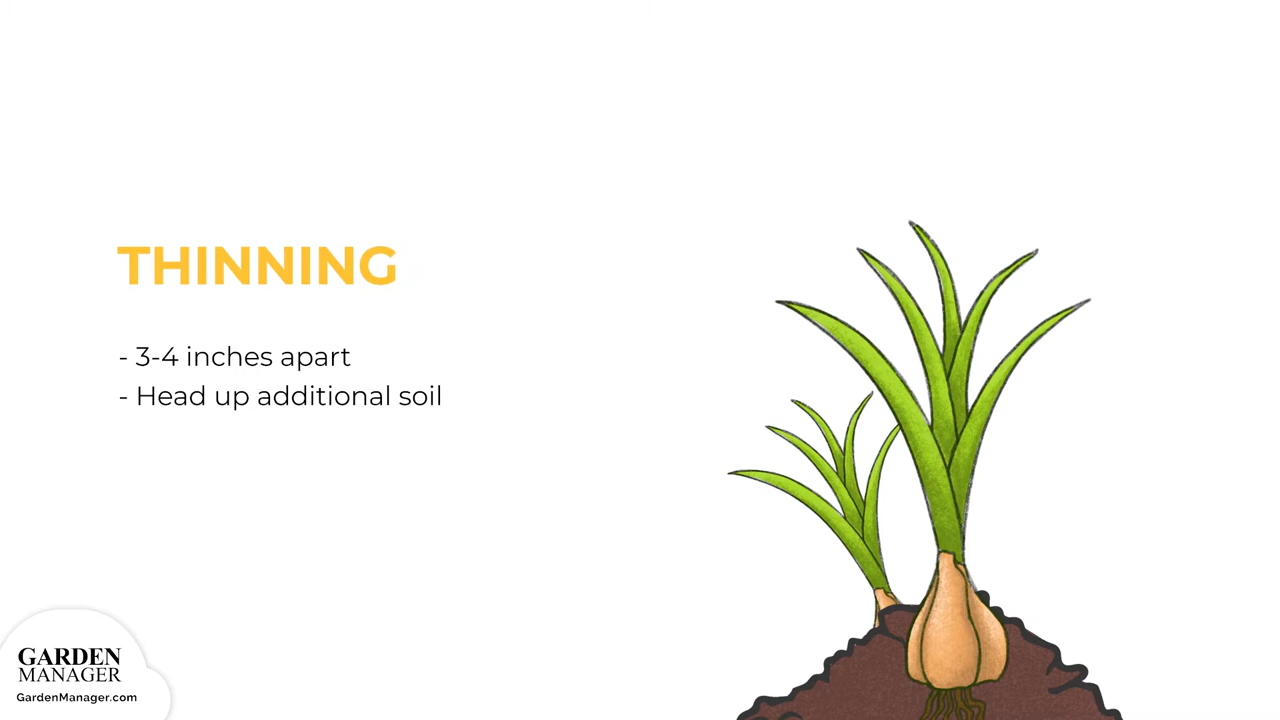 THINNING
- 3-4 inches apart
- Head up additional soil
GARDEN
MANAGER
GardenManager.com